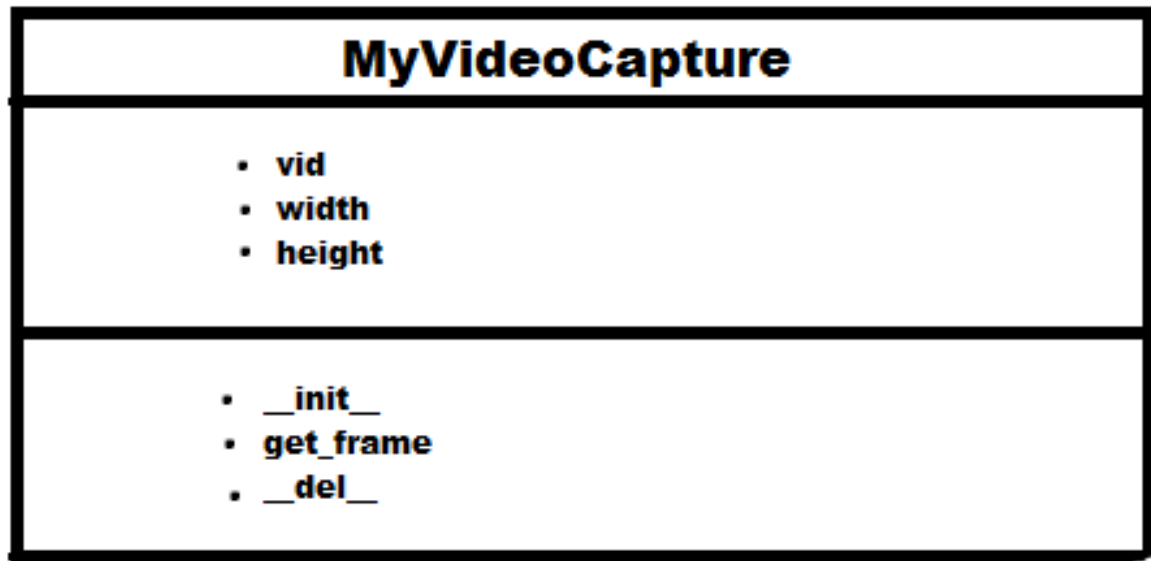 MyVideoCapture
• vid
• width
• height
• __init__
• get_frame
• __del__